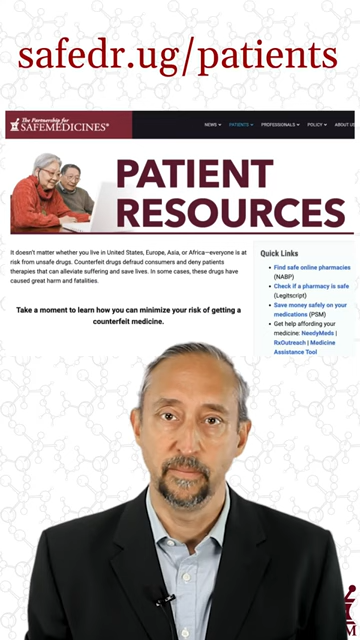 safedr.ug/patients
The Partnership for
SAFEMEDICINES®
NEWS PATIENTS PROFESSIONALS POLICY ABOUT US
PATIENT
RESOURCES
It doesn't matter whether you live in United States, Europe, Asia, or Africa—everyone is at
risk from unsafe drugs. Counterfeit drugs defraud consumers and deny patients
therapies that can alleviate suffering and save lives. In some cases, these drugs have
caused great harm and fatalities.
Take a moment to learn how you can minimize your risk of getting a
counterfeit medicine.
Quick Links
• Find safe online pharmacies
(NABP)
• Check if a pharmacy is safe
(Legitscript)
• Save money safely on your
medications (PSM)
• Get help affording your
medicine: NeedyMeds |
RxOutreach | Medicine
Assistance Tool
M